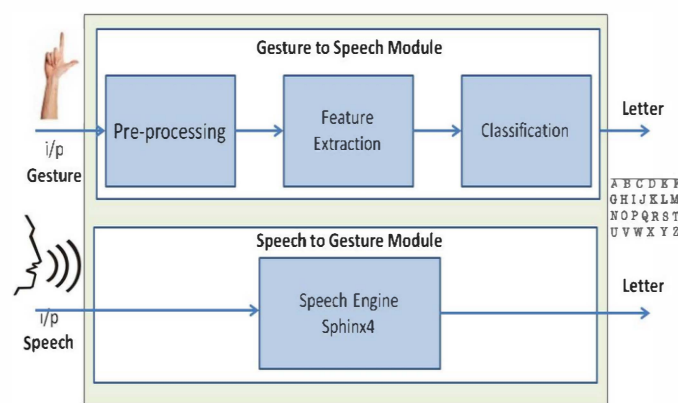 Gesture to Speech Module
Pre-processing
Feature
Extraction
Classification
Letter
i/p
Gesture
A B C D E F
G H I J K L M
N O P Q R S T
U V W X Y Z
Speech to Gesture Module
Speech Engine
Sphinx4
Letter
i/p
Speech